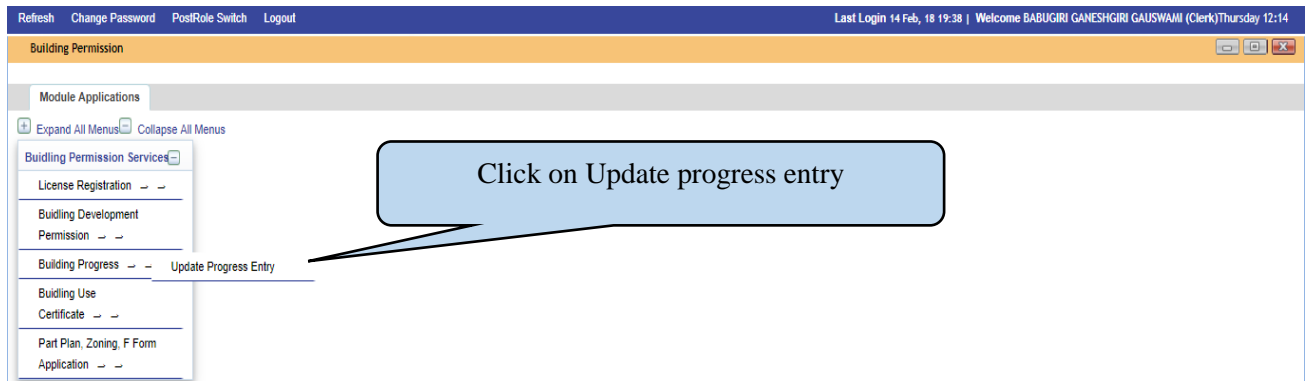 Refresh Change Password PostRole Switch Logout Last Login 14 Feb, 18 19:38 | Welcome BABUGIRI GANESHGIRI GAUSWAMI (Clerk)Thursday 12:14
Building Permission
Module Applications
Expand All Menus Collapse All Menus
Buidling Permission Services
Click on Update progress entry
License Registration
Buidling Development
Permission
Building Progress
Update Progress Entry
Buidling Use
Certificate
Part Plan, Zoning, F Form
Application